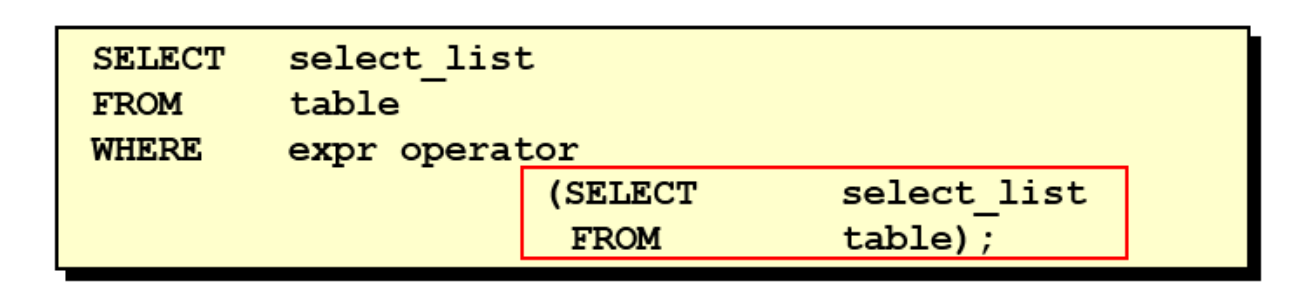 SELECT select_list
FROM table
WHERE expr operator
(SELECT select_list
FROM table);